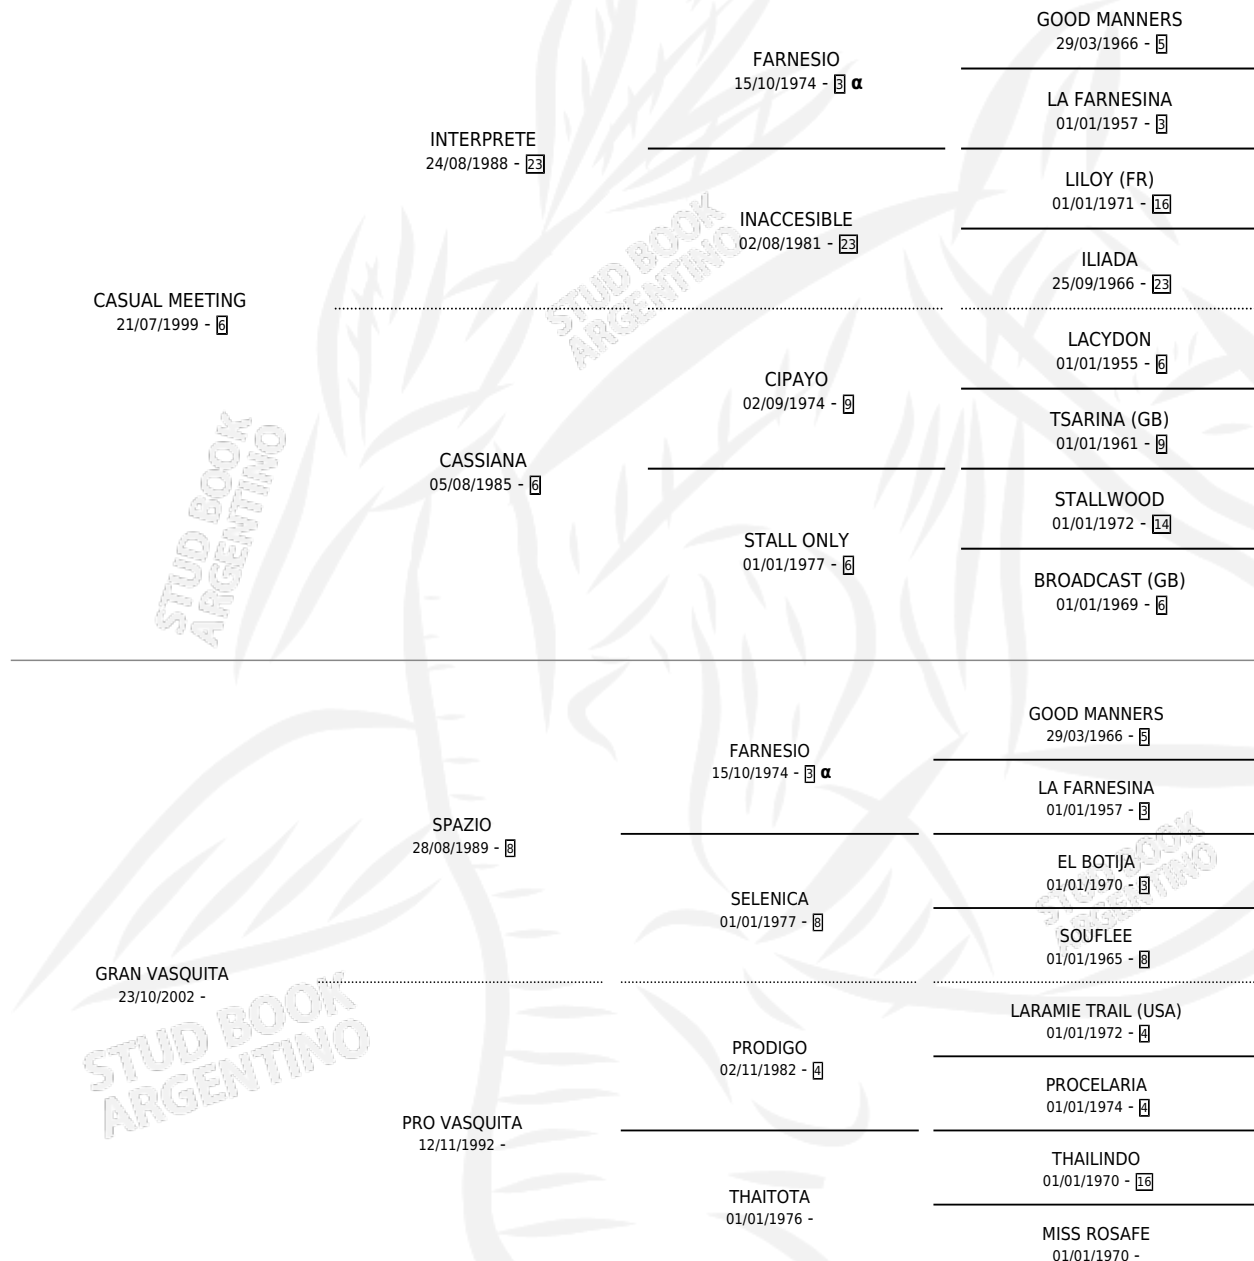 GOOD MANNERS
29/03/1966 - 5
FARNESIO
15/10/1974 - 3 α
LA FARNESINA
01/01/1957 - 3
INTERPRETE
24/08/1988 - 23
LILOY (FR)
01/01/1971 - 16
INACCESIBLE
02/08/1981 - 23
ILIADA
25/09/1966 - 23
CASUAL MEETING
21/07/1999 - 6
LACYDON
01/01/1955 - 6
CIPAYO
02/09/1974 - 9
TSARINA (GB)
01/01/1961 - 9
CASSIANA
05/08/1985 - 6
STALLWOOD
01/01/1972 - 14
STALL ONLY
01/01/1977 - 6
BROADCAST (GB)
01/01/1969 - 6
GOOD MANNERS
29/03/1966 - 5
FARNESIO
15/10/1974 - 3 α
LA FARNESINA
01/01/1957 - 3
SPAZIO
28/08/1989 - 8
EL BOTIJA
01/01/1970 - 3
SELENICA
01/01/1977 - 8
SOUFLEE
01/01/1965 - 8
GRAN VASQUITA
23/10/2002 -
LARAMIE TRAIL (USA)
01/01/1972 - 4
PRODIGO
02/11/1982 - 4
PROCELARIA
01/01/1974 - 4
PRO VASQUITA
12/11/1992 -
THAILINDO
01/01/1970 - 16
THAITOTA
01/01/1976 -
MISS ROSAFE
01/01/1970 -
STUD BOOK
ARGENTINO
STUD BOOK
ARGENTINO
STUD BOOK
ARGENTINO
STUD BOOK
ARGENTINO